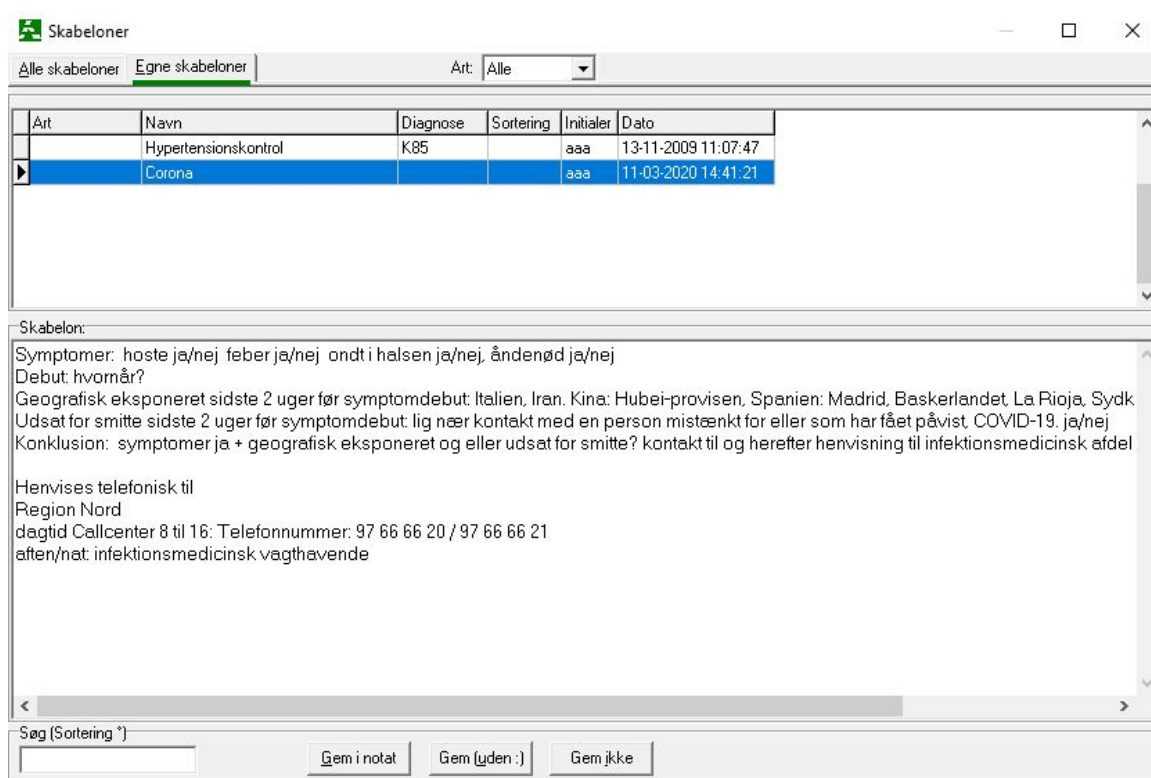 Skabeloner
Alle skabeloner Egne skabeloner Art: Alle
Art Navn Diagnose Sortering Initialer Dato
Hypertensionskontrol K85 aaa 13-11-2009 11:07:47
Corona aaa 11-03-2020 14:41:21
Skabelon:
Symptomer: hoste ja/nej feber ja/nej ondt i halsen ja/nej, åndenød ja/nej
Debut: hvornår?
Geografisk eksponeret sidste 2 uger før symptomdebut: Italien, Iran. Kina: Hubei-provisen, Spanien: Madrid, Baskerlandet, La Rioja, Sydk
Udsat for smitte sidste 2 uger før symptomdebut: lig nær kontakt med en person mistænkt for eller som har fået påvist, COVID-19. ja/nej
Konklusion: symptomer ja + geografisk eksponeret og eller udsat for smitte? kontakt til og herefter henvisning til infektionsmedicinsk afdel
Henvises telefonisk til
Region Nord
dagtid Callcenter 8 til 16: Telefonnummer: 97 66 66 20 / 97 66 66 21
aften/nat: infektionsmedicinsk vagthavende
Søg (Sortering *)
Gem i notat Gem (uden :) Gem ikke